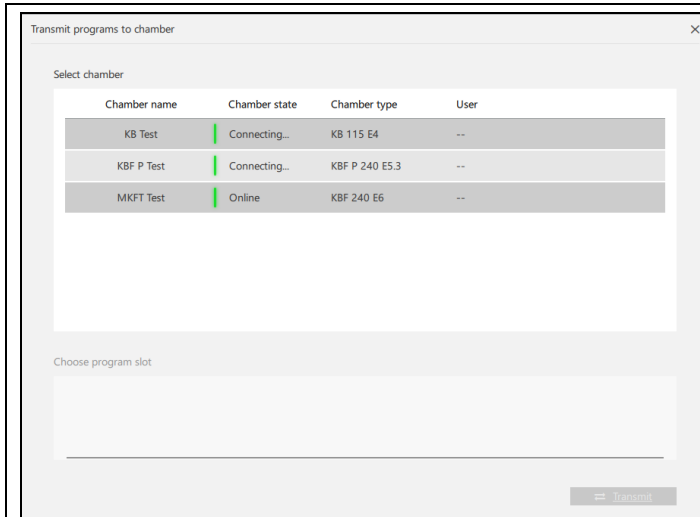 Transmit programs to chamber
Select chamber
Chamber name Chamber state Chamber type User
KB Test Connecting... KB 115 E4 --
KBF P Test Connecting... KBF P 240 E5.3 --
MKFT Test Online KBF 240 E6 --
Choose program slot
Transmit